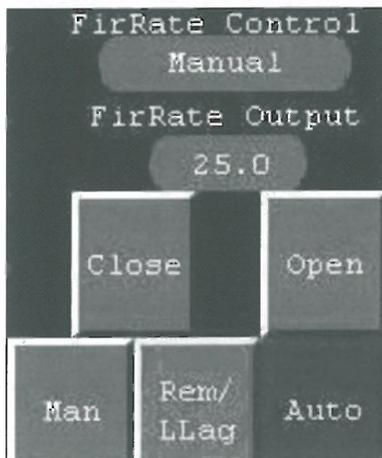 FirRate Control
Manual
FirRate Output
25.0
Close Open
Man Rem/ Auto
LLag